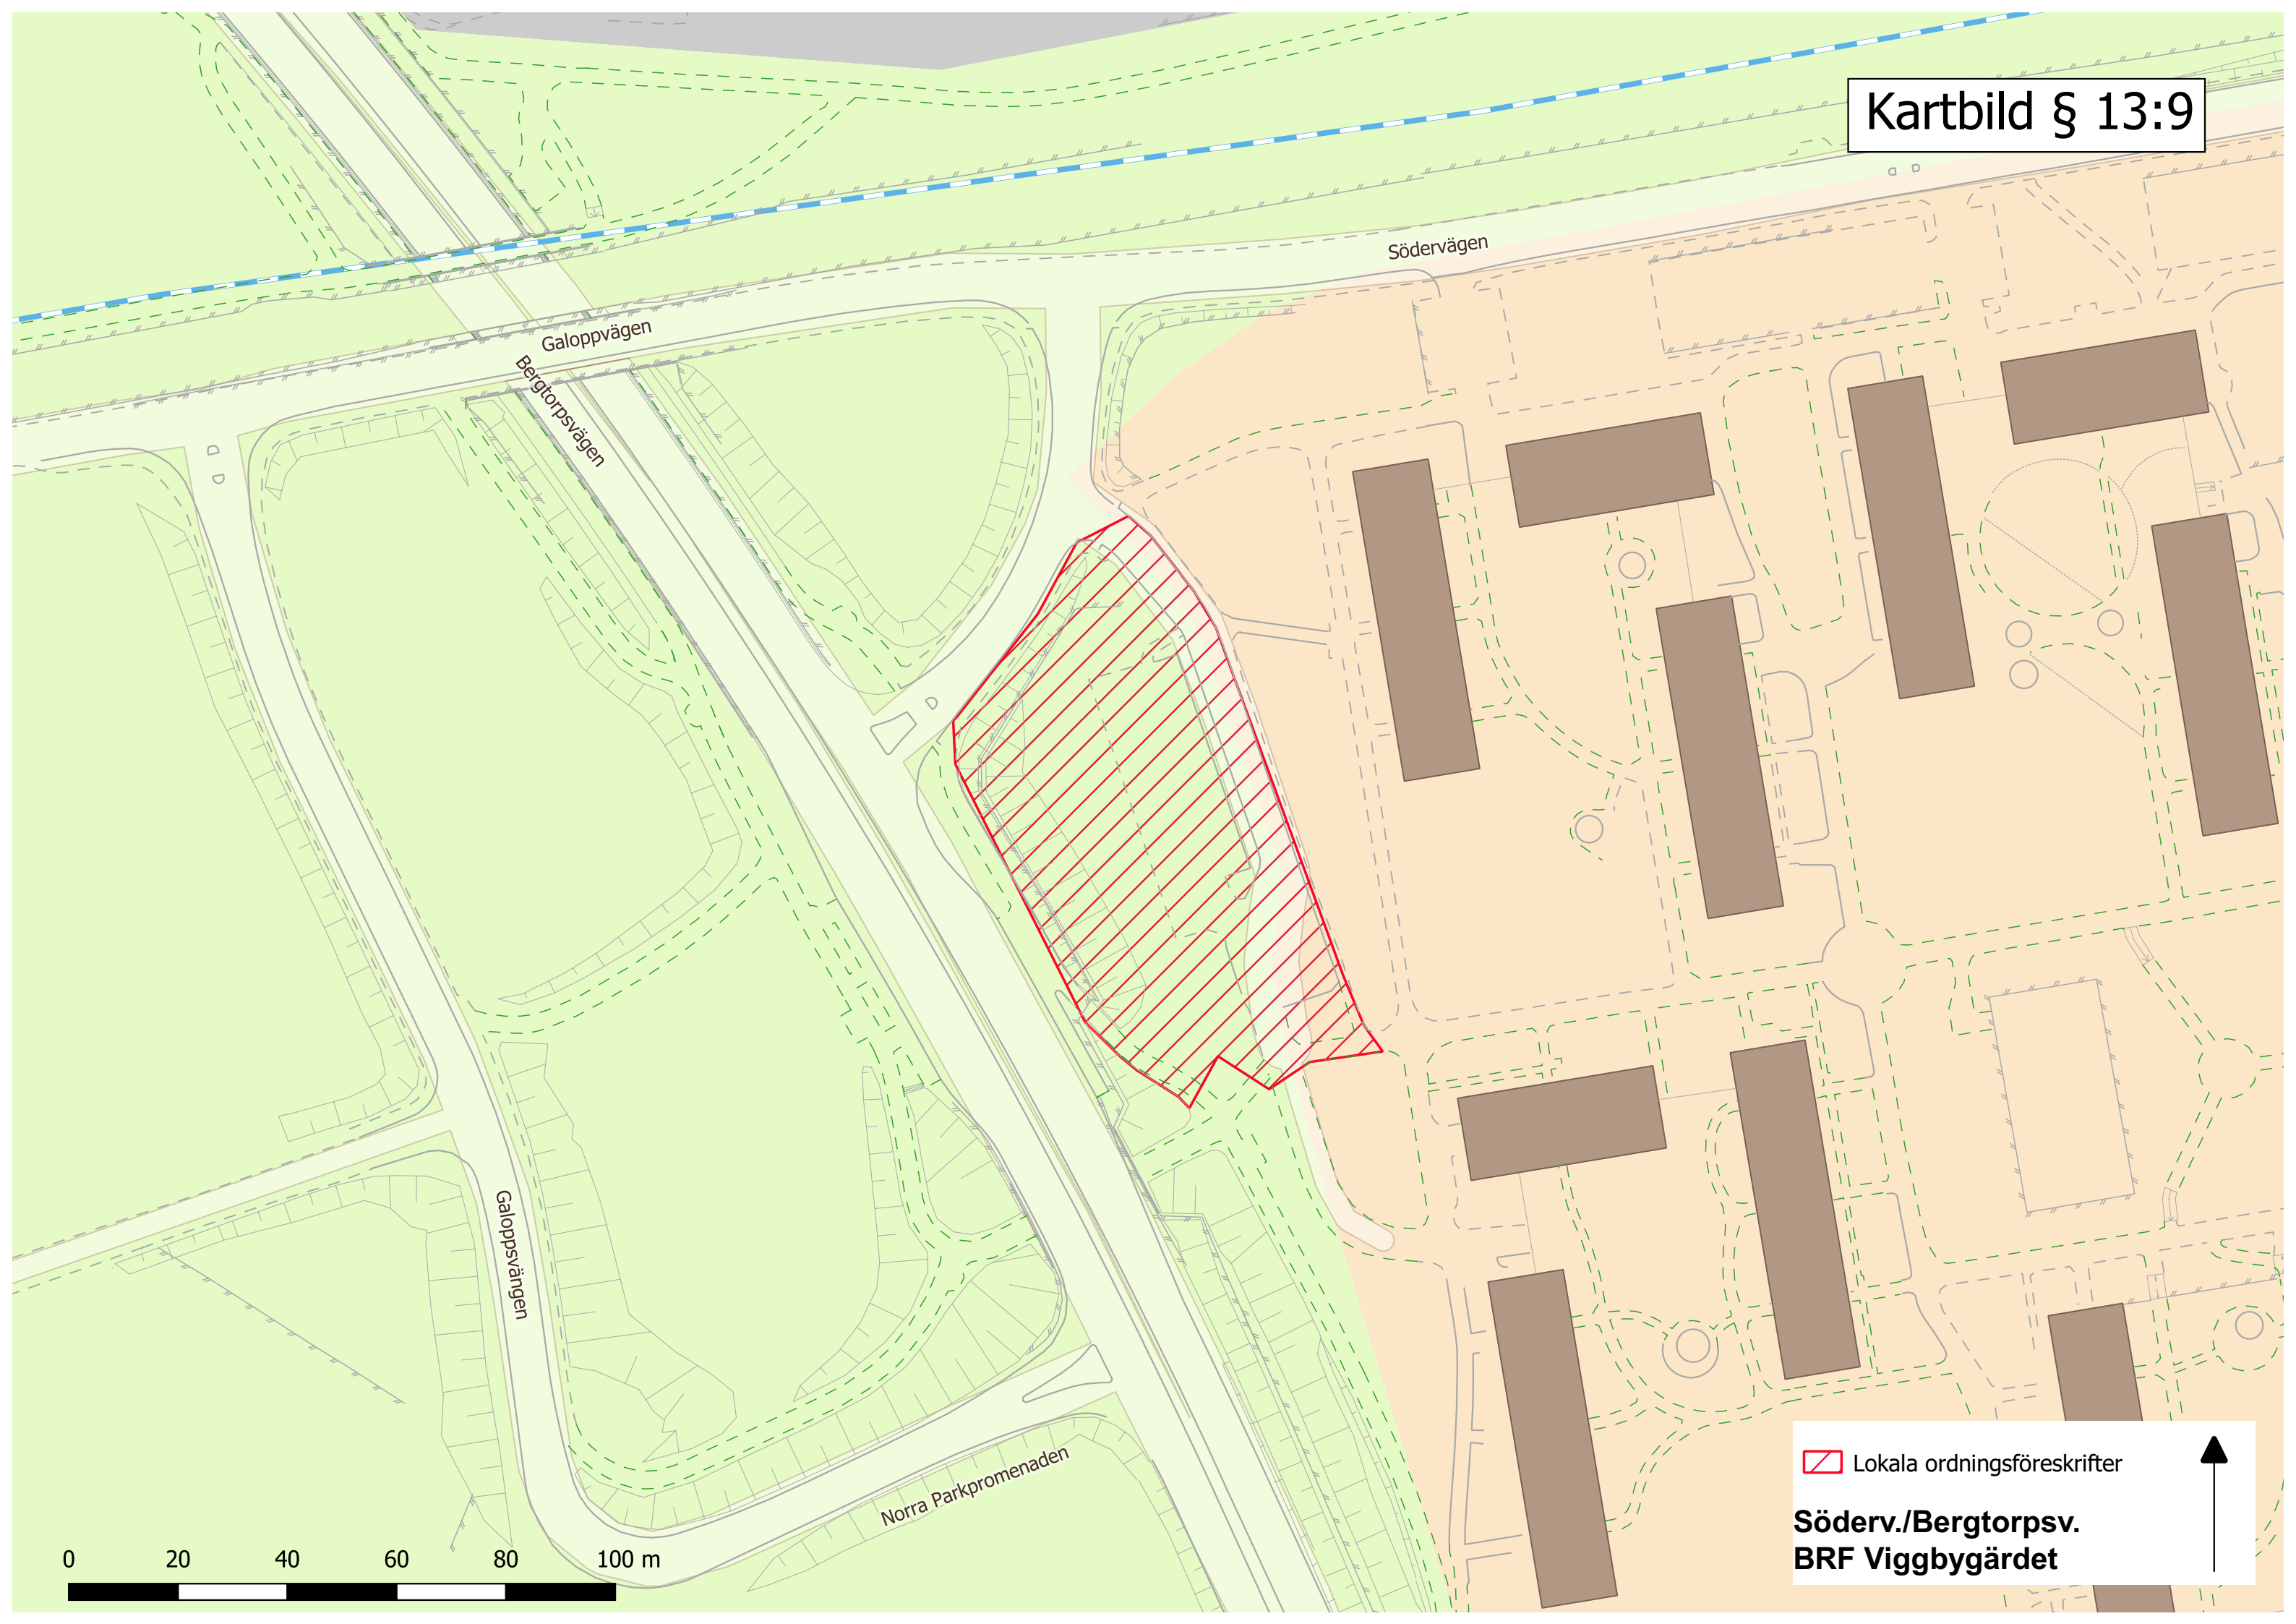 Kartbild § 13:9
Södervägen
Galoppvägen
Bergtorpsvägen
Galoppsvängen
Norra Parkpromenaden
0 20 40 60 80 100 m
Lokala ordningsföreskrifter
Söderv./Bergtorpsv.
BRF Viggbygärdet